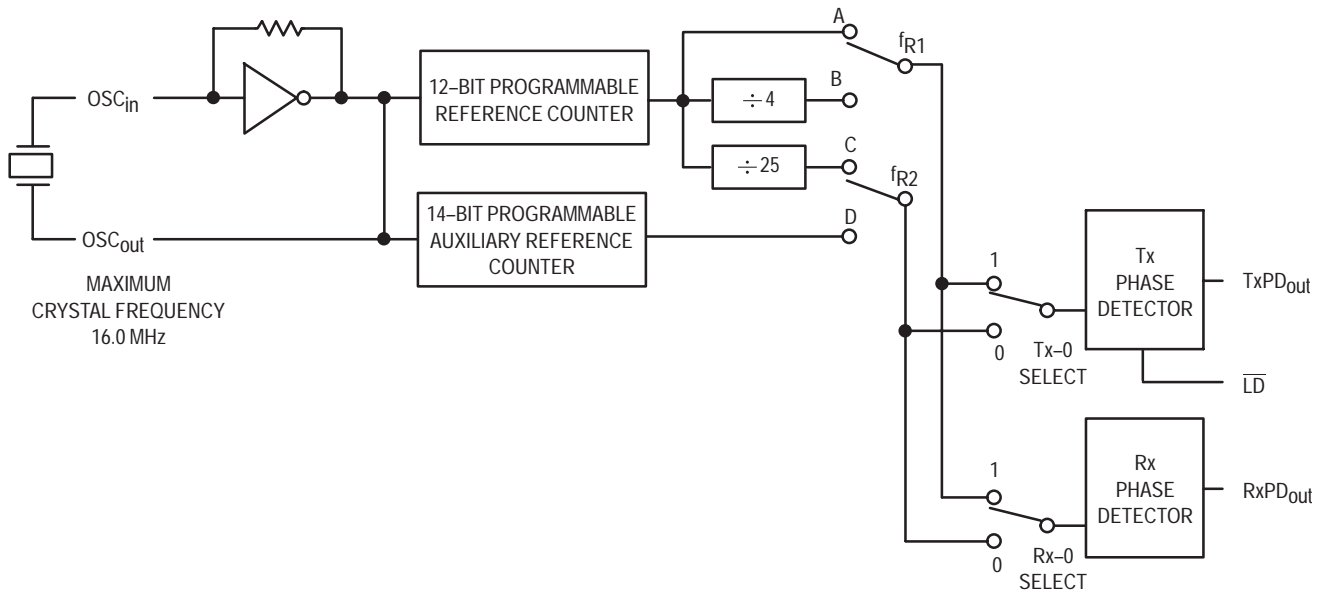 OSCin
OSCout
MAXIMUM
CRYSTAL FREQUENCY
16.0 MHz
12–BIT PROGRAMMABLE
REFERENCE COUNTER
14–BIT PROGRAMMABLE
AUXILIARY REFERENCE
COUNTER
÷ 4
÷ 25
A
B
C
D
fR1
fR2
1
0
Tx–0
SELECT
Tx
PHASE
DETECTOR
TxPDout
LD
1
0
Rx–0
SELECT
Rx
PHASE
DETECTOR
RxPDout